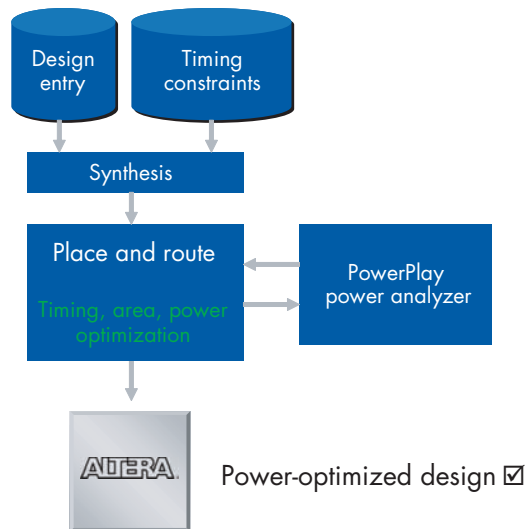 Design
entry
Timing
constraints
Synthesis
Place and route
Timing, area, power
optimization
PowerPlay
power analyzer
ALTERA.
Power-optimized design ☑